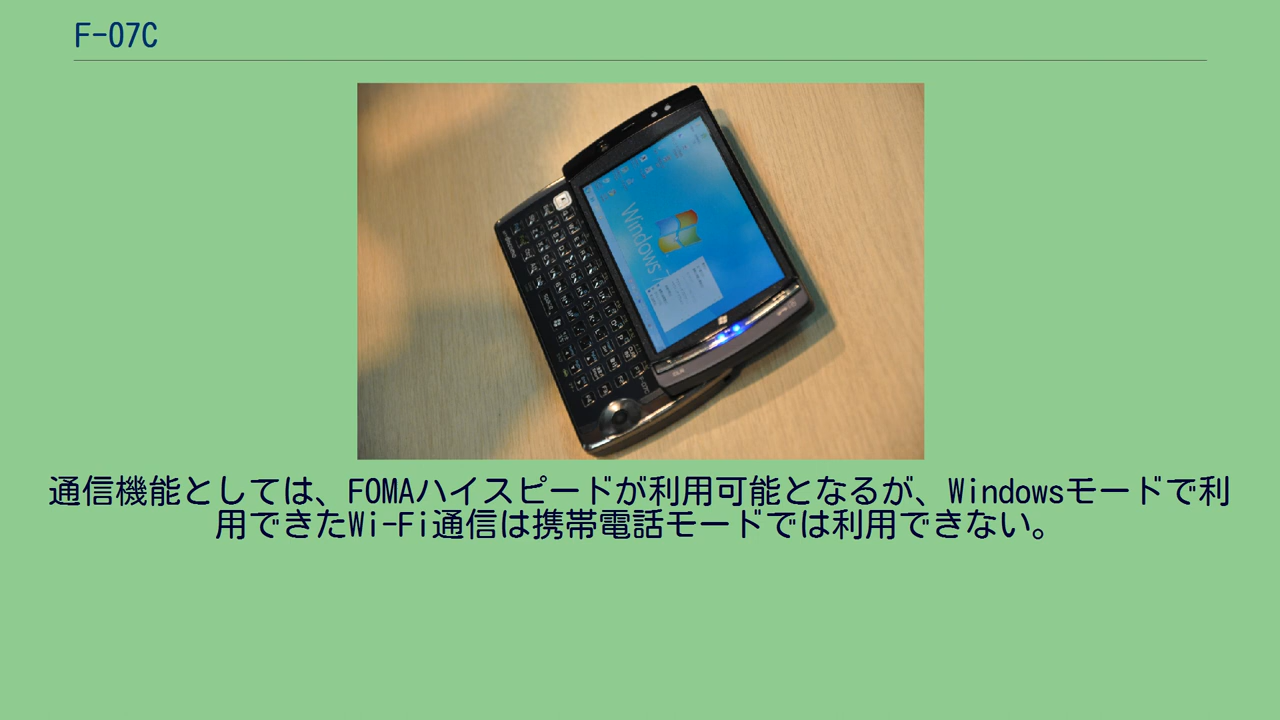 F-07C
Windows 7
通信機能としては、FOMAハイスピードが利用可能となるが、Windowsモードで利
用できたWi-Fi通信は携帯電話モードでは利用できない。